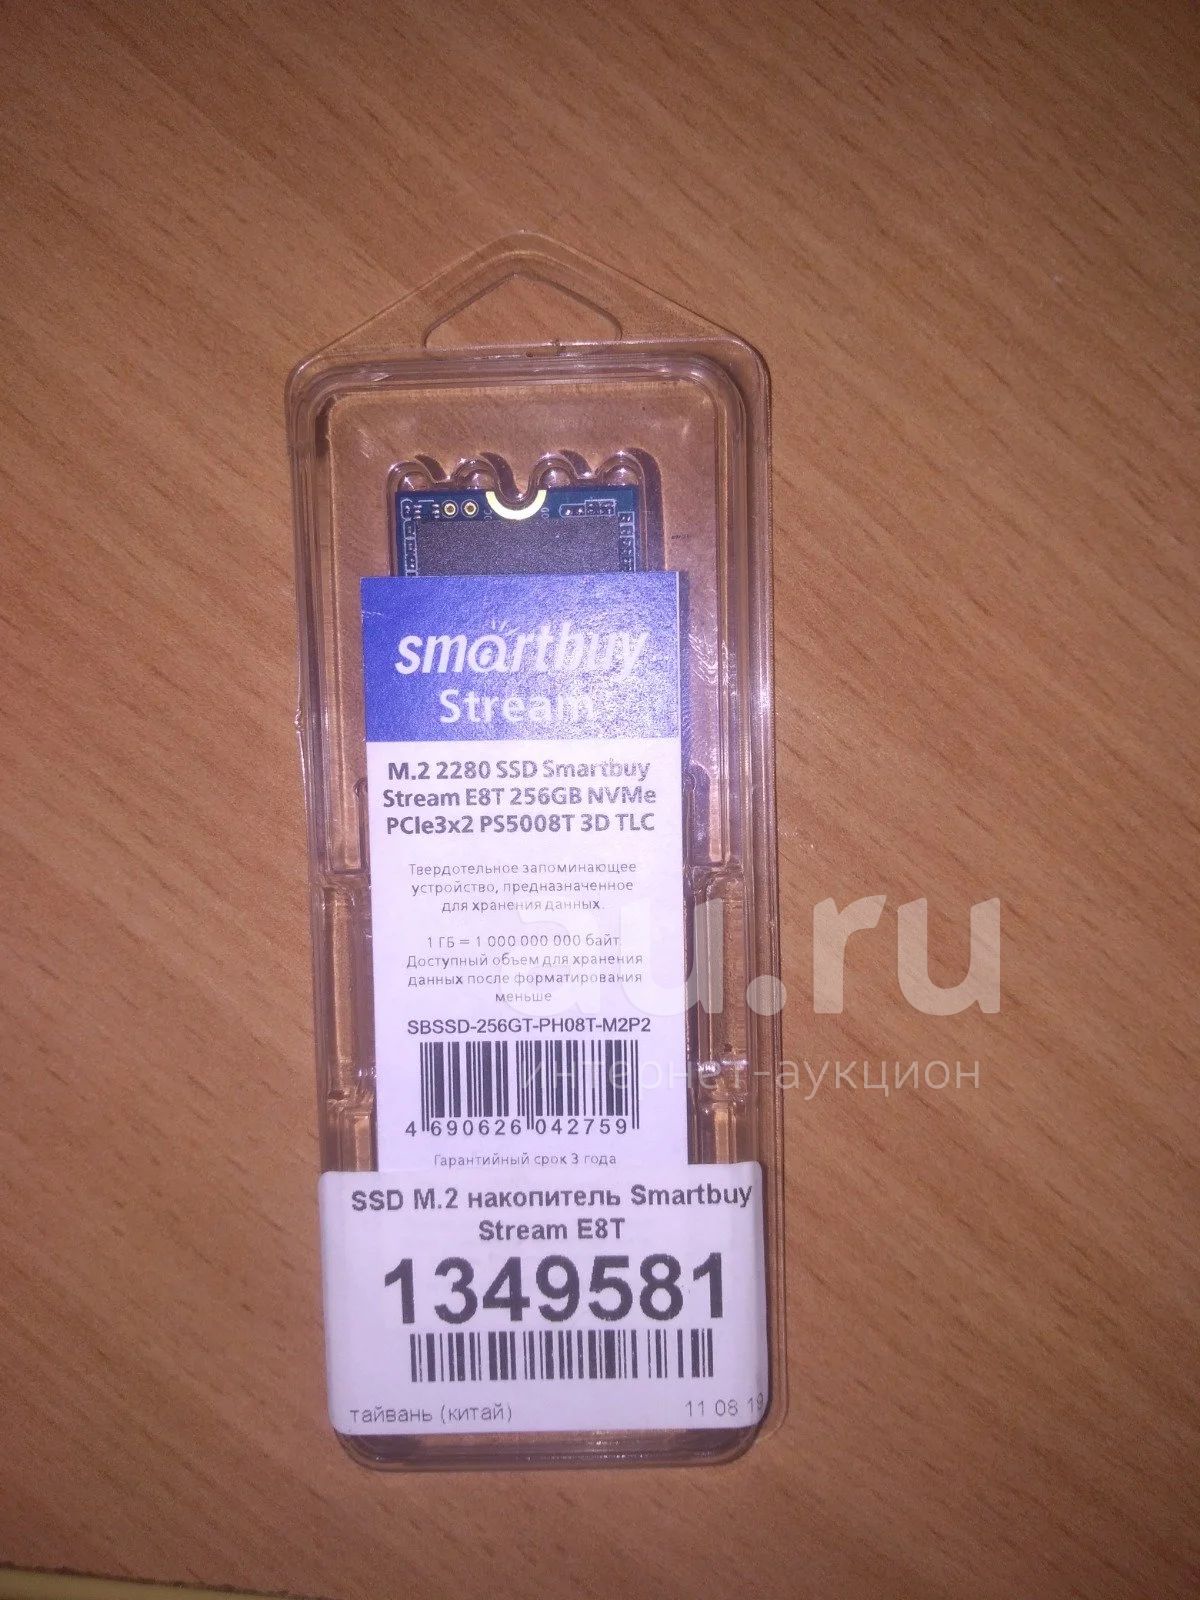 smartbuy
Stream
M.2 2280 SSD Smartbuy
Stream E8T 256GB NVMe
PCIe3x2 PS5008T 3D TLC
Твердотельное запоминающее
устройство, предназначенное
для хранения данных.
1 ГБ = 1 000 000 000 байт.
Доступный объем для хранения
данных после форматирования
меньше
SBSSD-256GT-PH08T-M2P2
4 690626 042759
Гарантийный срок 3 года
SSD M.2 накопитель Smartbuy
Stream E8T
1349581
тайвань (китай)
11 08 19
au.ru
интернет-аукцион